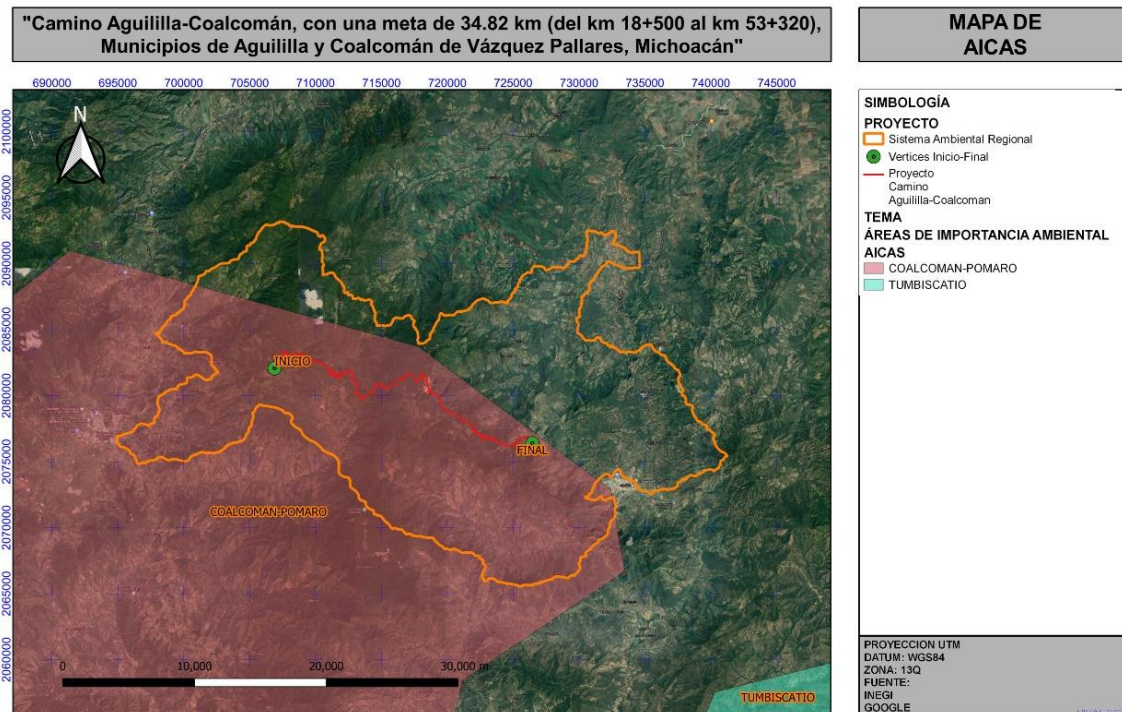 "Camino Aguililla-Coalcomán, con una meta de 34.82 km (del km 18+500 al km 53+320),
Municipios de Aguililla y Coalcomán de Vázquez Pallares, Michoacán"
MAPA DE
AICAS
690000 695000 700000 705000 710000 715000 720000 725000 730000 735000 740000 745000
N
2100000
2095000
2090000
2085000
2080000
2075000
2070000
2065000
2060000
INICIO
FINAL
COALCOMAN-POMARO
TUMBISCATIO
0 10,000 20,000 30,000 m
SIMBOLOGÍA
PROYECTO
Sistema Ambiental Regional
Vertices Inicio-Final
Proyecto
Camino
Aguililla-Coalcoman
TEMA
ÁREAS DE IMPORTANCIA AMBIENTAL
AICAS
COALCOMAN-POMARO
TUMBISCATIO
PROYECCION UTM
DATUM: WGS84
ZONA: 13Q
FUENTE:
INEGI
GOOGLE